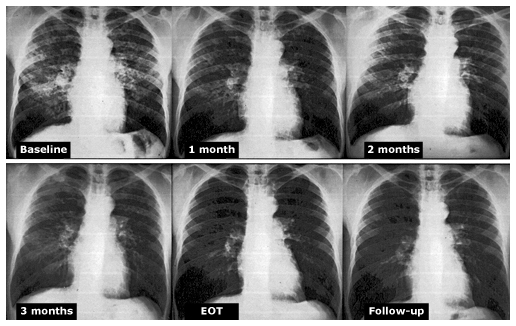 Baseline
1 month
2 months
3 months
EOT
Follow-up